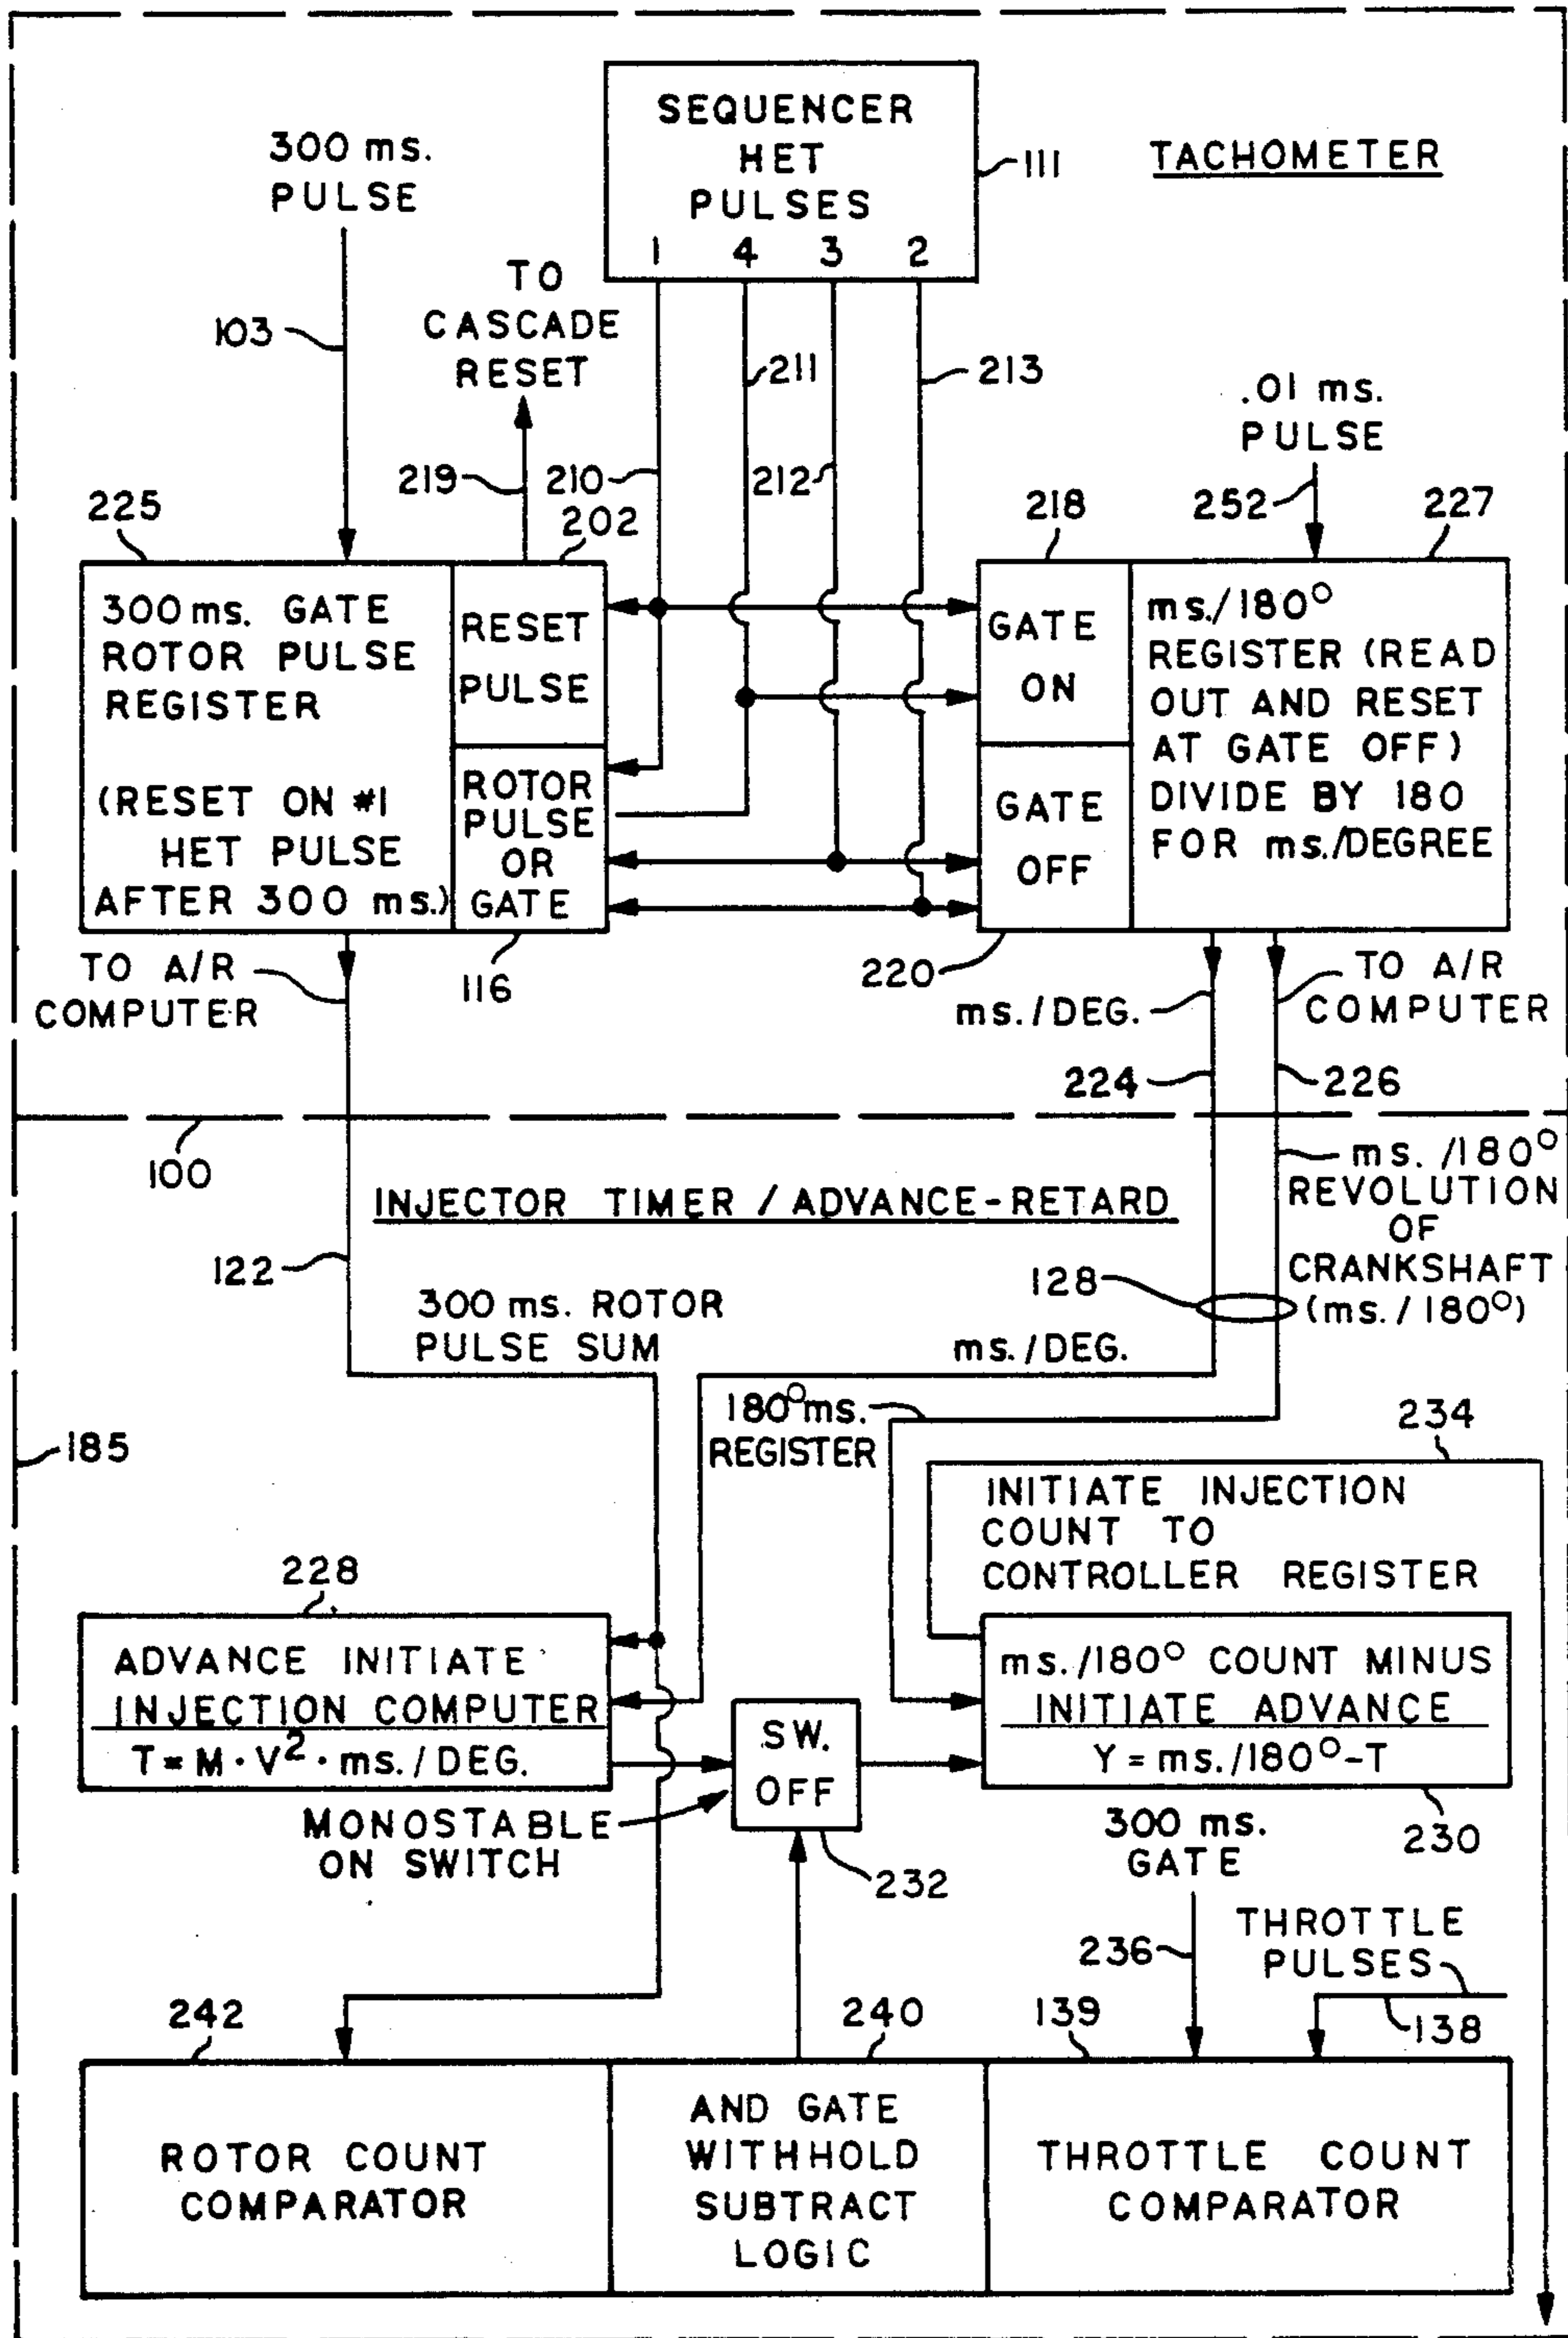 SEQUENCER
HET
PULSES
1 4 3 2
111
TACHOMETER
300 ms.
PULSE
103
TO
CASCADE
RESET
219
210
211
212
213
.01 ms.
PULSE
252
225
202
218
227
300 ms. GATE
ROTOR PULSE
REGISTER
(RESET ON #1
HET PULSE
AFTER 300 ms.)
RESET
PULSE
ROTOR
PULSE
OR
GATE
116
GATE
ON
GATE
OFF
220
ms./180°
REGISTER (READ
OUT AND RESET
AT GATE OFF)
DIVIDE BY 180
FOR ms./DEGREE
TO A/R
COMPUTER
ms./DEG.
TO A/R
COMPUTER
224
226
100
INJECTOR TIMER / ADVANCE-RETARD
ms./180°
REVOLUTION
OF
CRANKSHAFT
(ms./180°)
122
128
300 ms. ROTOR
PULSE SUM
ms./DEG.
180° ms.
REGISTER
234
185
INITIATE INJECTION
COUNT TO
CONTROLLER REGISTER
228
ADVANCE INITIATE
INJECTION COMPUTER
T = M · V² · ms./DEG.
SW.
OFF
ms./180° COUNT MINUS
INITIATE ADVANCE
Y = ms./180° - T
MONOSTABLE
ON SWITCH
232
230
300 ms.
GATE
236
THROTTLE
PULSES
138
242
240
139
ROTOR COUNT
COMPARATOR
AND GATE
WITHHOLD
SUBTRACT
LOGIC
THROTTLE COUNT
COMPARATOR